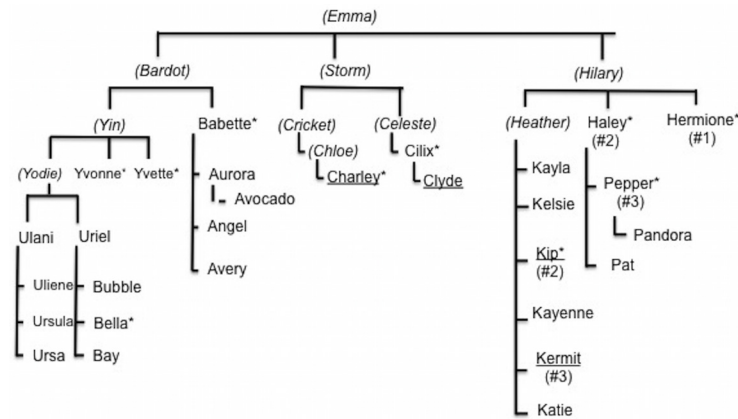 (Emma)
(Bardot) (Storm) (Hilary)
(Yin) Babette* (Cricket) (Celeste) (Heather) Haley* (#2) Hermione* (#1)
(Chloe) Cilix*
(Yodie) Yvonne* Yvette* Aurora Charley* Clyde Kayla Pepper* (#3)
Avocado Kelsie
Ulani Uriel Angel Pandora
Kip* (#2) Pat
Avery
Uliene Bubble
Ursula Bella* Kayenne
Ursa Bay Kermit (#3)
Katie